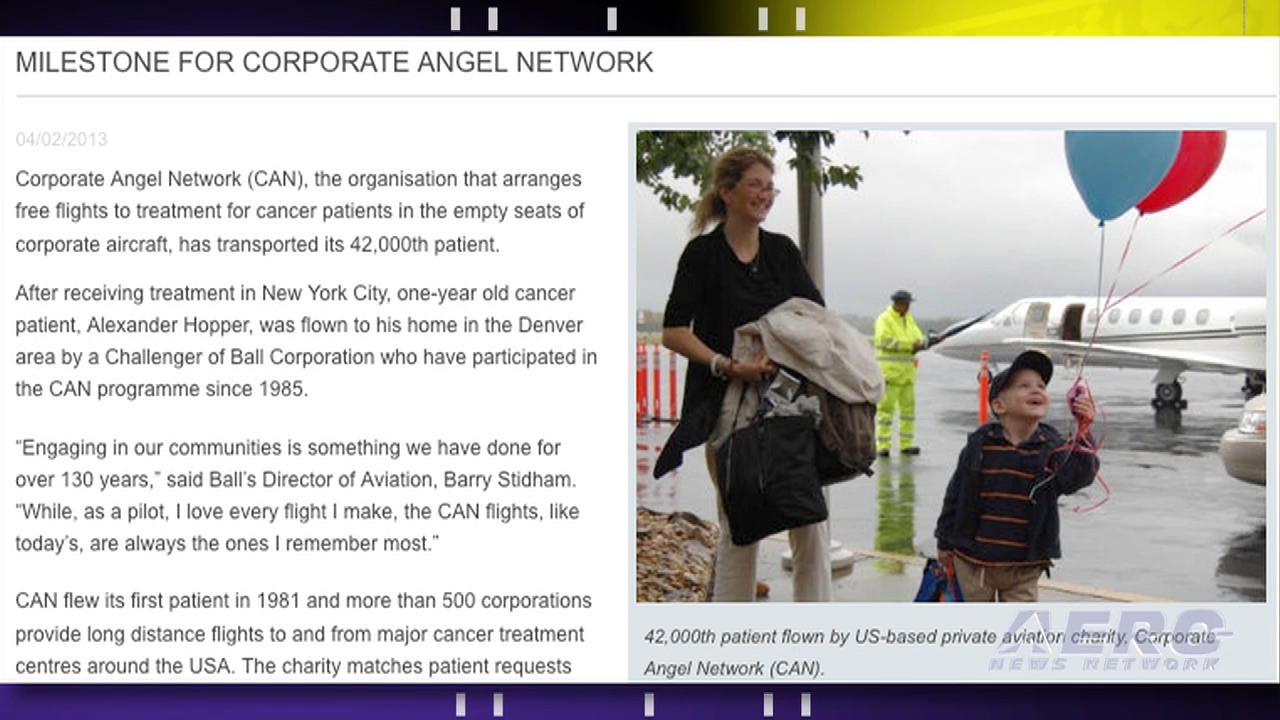 MILESTONE FOR CORPORATE ANGEL NETWORK
04/02/2013
Corporate Angel Network (CAN), the organisation that arranges
free flights to treatment for cancer patients in the empty seats of
corporate aircraft, has transported its 42,000th patient.
After receiving treatment in New York City, one-year old cancer
patient, Alexander Hopper, was flown to his home in the Denver
area by a Challenger of Ball Corporation who have participated in
the CAN programme since 1985.
“Engaging in our communities is something we have done for
over 130 years,” said Ball’s Director of Aviation, Barry Stidham.
“While, as a pilot, I love every flight I make, the CAN flights, like
today’s, are always the ones I remember most.”
CAN flew its first patient in 1981 and more than 500 corporations
provide long distance flights to and from major cancer treatment
centres around the USA. The charity matches patient requests
42,000th patient flown by US-based private aviation charity, Corporate
Angel Network (CAN).
AERO
NEWS NETWORK